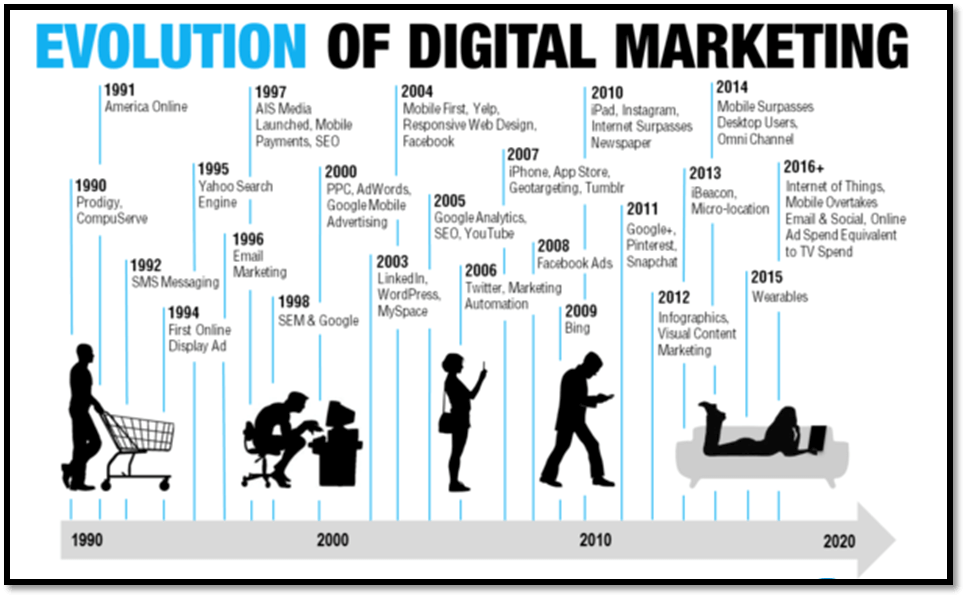 EVOLUTION OF DIGITAL MARKETING
1990
Prodigy,
CompuServe
1991
America Online
1992
SMS Messaging
1994
First Online
Display Ad
1995
Yahoo Search
Engine
1996
Email
Marketing
1997
AIS Media
Launched, Mobile
Payments, SEO
1998
SEM & Google
2000
PPC, AdWords,
Google Mobile
Advertising
2003
LinkedIn,
WordPress,
MySpace
2004
Mobile First, Yelp,
Responsive Web Design,
Facebook
2005
Google Analytics,
SEO, YouTube
2006
Twitter, Marketing
Automation
2007
iPhone, App Store,
Geotargeting, Tumblr
2008
Facebook Ads
2009
Bing
2010
iPad, Instagram,
Internet Surpasses
Newspaper
2011
Google+,
Pinterest,
Snapchat
2012
Infographics,
Visual Content
Marketing
2013
iBeacon,
Micro-location
2014
Mobile Surpasses
Desktop Users,
Omni Channel
2015
Wearables
2016+
Internet of Things,
Mobile Overtakes
Email & Social, Online
Ad Spend Equivalent
to TV Spend
1990
2000
2010
2020